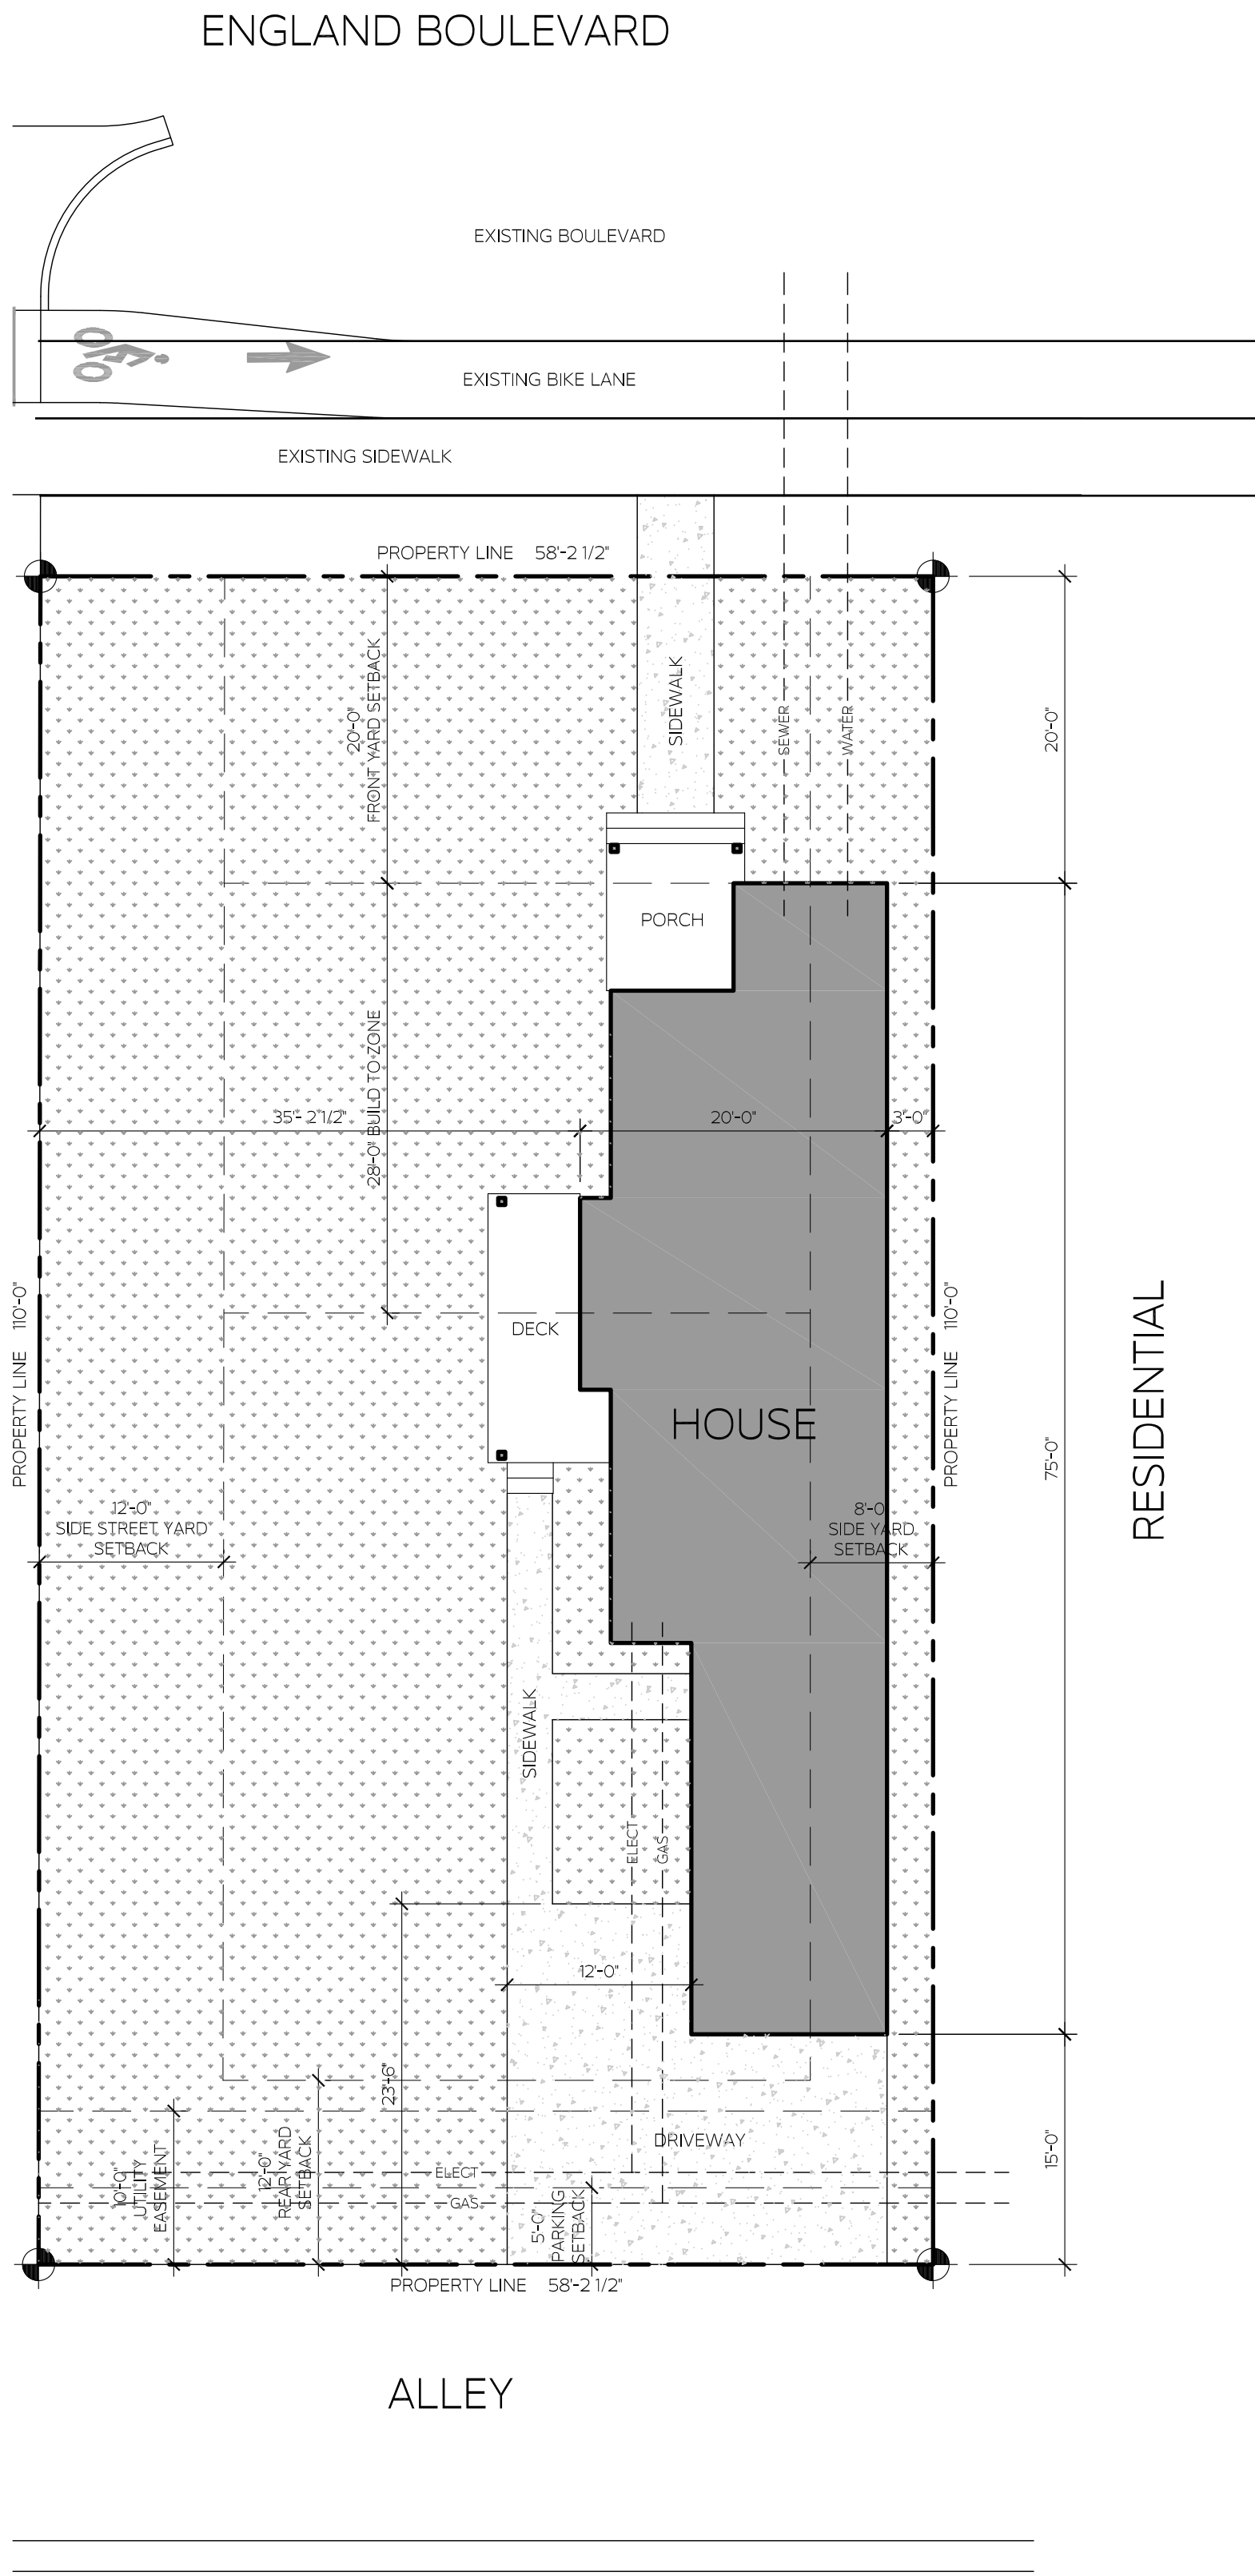 ENGLAND BOULEVARD
EXISTING BOULEVARD
EXISTING BIKE LANE
EXISTING SIDEWALK
PROPERTY LINE 58'-2 1/2"
20'-0"
FRONT YARD SETBACK
SIDEWALK
SEWER
WATER
20'-0"
PORCH
28'-0" BUILD TO ZONE
35'-2 1/2"
20'-0"
3'-0"
PROPERTY LINE 110'-0"
DECK
HOUSE
PROPERTY LINE 110'-0"
75'-0"
RESIDENTIAL
12'-0"
SIDE STREET YARD
SETBACK
8'-0
SIDE YARD
SETBACK
SIDEWALK
ELECT
GAS
12'-0"
23'-6"
DRIVEWAY
15'-0"
10'-0"
UTILITY
EASEMENT
12'-0"
REAR YARD
SETBACK
ELECT
GAS
5'-0"
PARKING
SETBACK
PROPERTY LINE 58'-2 1/2"
ALLEY